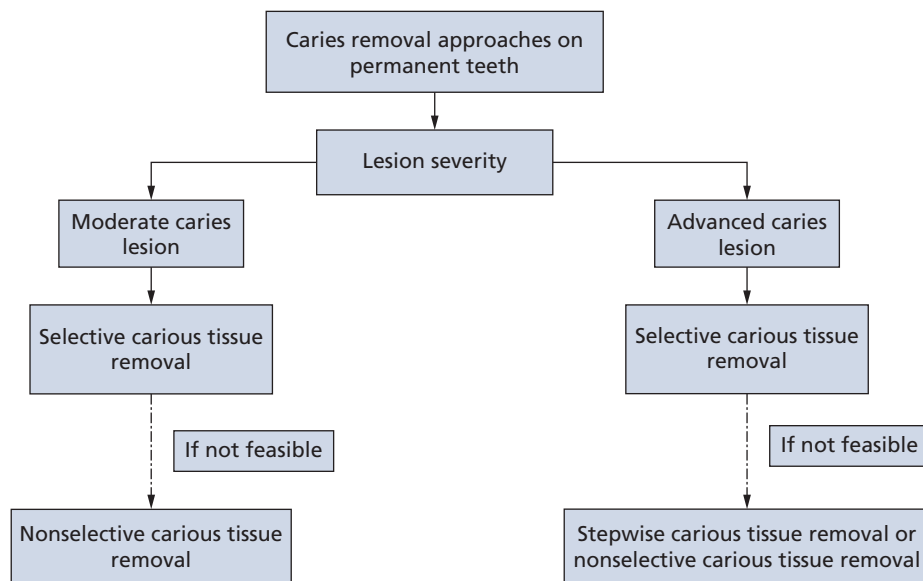 Caries removal approaches on
permanent teeth
Lesion severity
Moderate caries
lesion
Advanced caries
lesion
Selective carious tissue
removal
Selective carious tissue
removal
If not feasible
If not feasible
Nonselective carious tissue
removal
Stepwise carious tissue removal or
nonselective carious tissue removal